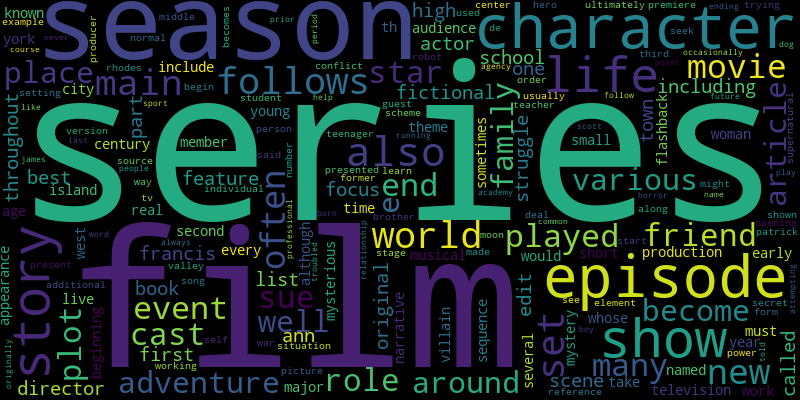 known
example
middle
season
becomes
producer
period
th
high
used
center
hero
ultimately
premiere
ending
trying
audience
de
character
seek
occasionally
dog
york
prior
normal
rhodes
conflict
actor
school
third
place
main
include
follows
star
robot
agency
one
order
life
movie
point
city
setting
begin
fictional
usually
follow
teacher
including
future
supernatural
like
sport
student
help
guest
scheme
throughout
part
version
century
member
young
person
theme
running
family
sometimes
struggle
town
flashback
article
james
last
source
teenager
also
academy
scott
small
woman
play
best
people
feature
said
number
presented
learn
island
way
individual
focus
former
end
various
might
tv
real
often
born
time
brother
e
deal
horror
name
age
series
second
professional
moon
common
along
shown
story
west
always
francis
every
although
world
played
friend
opening
patrick
present
word
valley
stage
made
would
start
production
early
appearance
additional
book
song
list
mysterious
relationship
musical
short
live
self
sue
original
narrative
villain
sequence
edit
see
element
whose
episode
secret
form
attempting
plot
beginning
event
war
well
troubled
set
mystery
boy
become
must
film
cast
ann
situation
several
show
year
power
told
originally
first
working
picture
major
role
around
scene
take
many
named
new
called
director
adventure
reference
television
work